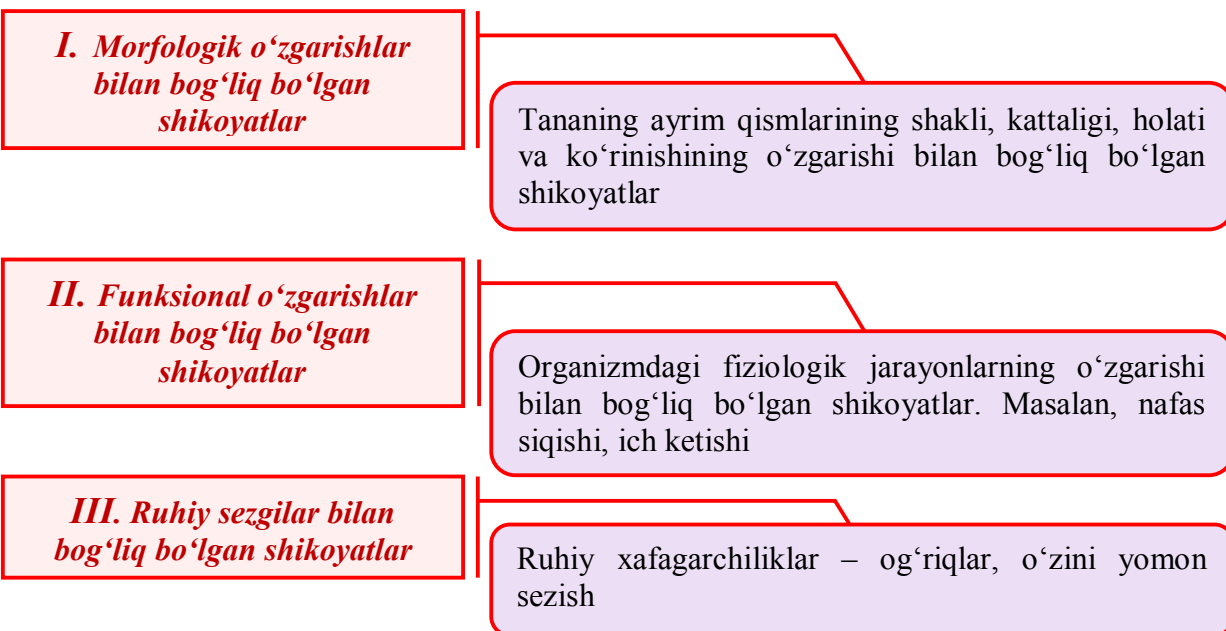 I. Morfologik o‘zgarishlar
bilan bog‘liq bo‘lgan
shikoyatlar
Tananing ayrim qismlarining shakli, kattaligi, holati
va ko‘rinishining o‘zgarishi bilan bog‘liq bo‘lgan
shikoyatlar
II. Funksional o‘zgarishlar
bilan bog‘liq bo‘lgan
shikoyatlar
Organizmdagi fiziologik jarayonlarning o‘zgarishi
bilan bog‘liq bo‘lgan shikoyatlar. Masalan, nafas
siqishi, ich ketishi
III. Ruhiy sezgilar bilan
bog‘liq bo‘lgan shikoyatlar
Ruhiy xafagarchiliklar – og‘riqlar, o‘zini yomon
sezish